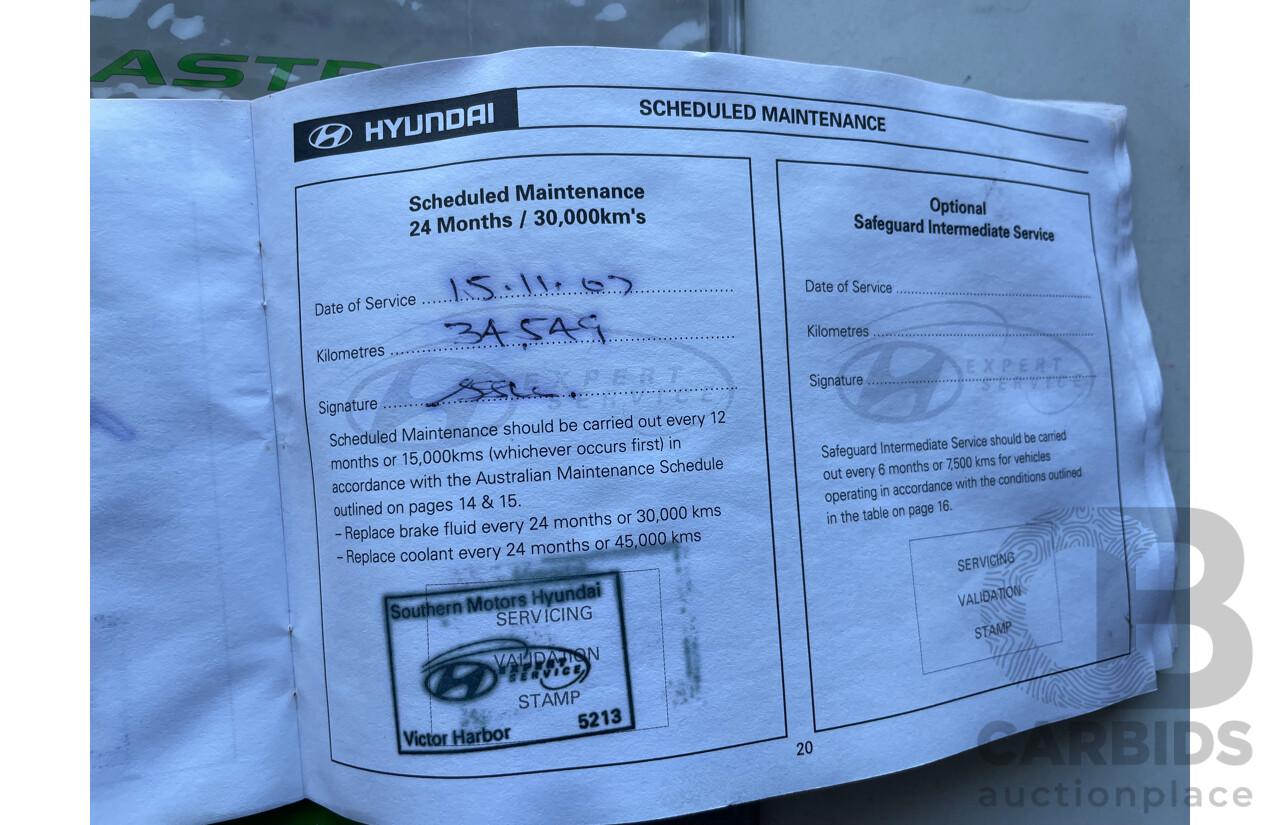 ASTR
HYUNDAI
SCHEDULED MAINTENANCE
Scheduled Maintenance
24 Months / 30,000km's
Date of Service 15.11.07
Kilometres 34,549
Signature
EXPERT
SERVICE
Scheduled Maintenance should be carried out every 12
months or 15,000kms (whichever occurs first) in
accordance with the Australian Maintenance Schedule
outlined on pages 14 & 15.
- Replace brake fluid every 24 months or 30,000 kms
- Replace coolant every 24 months or 45,000 kms
Southern Motors Hyundai
SERVICING
VALIDATION
EXPERT
SERVICE
STAMP
5213
Victor Harbor
Optional
Safeguard Intermediate Service
Date of Service
Kilometres
EXPERT
SERVICE
Signature
Safeguard Intermediate Service should be carried
out every 6 months or 7,500 kms for vehicles
operating in accordance with the conditions outlined
in the table on page 16.
SERVICING
VALIDATION
STAMP
20
CB
CARBIDS
auctionplace